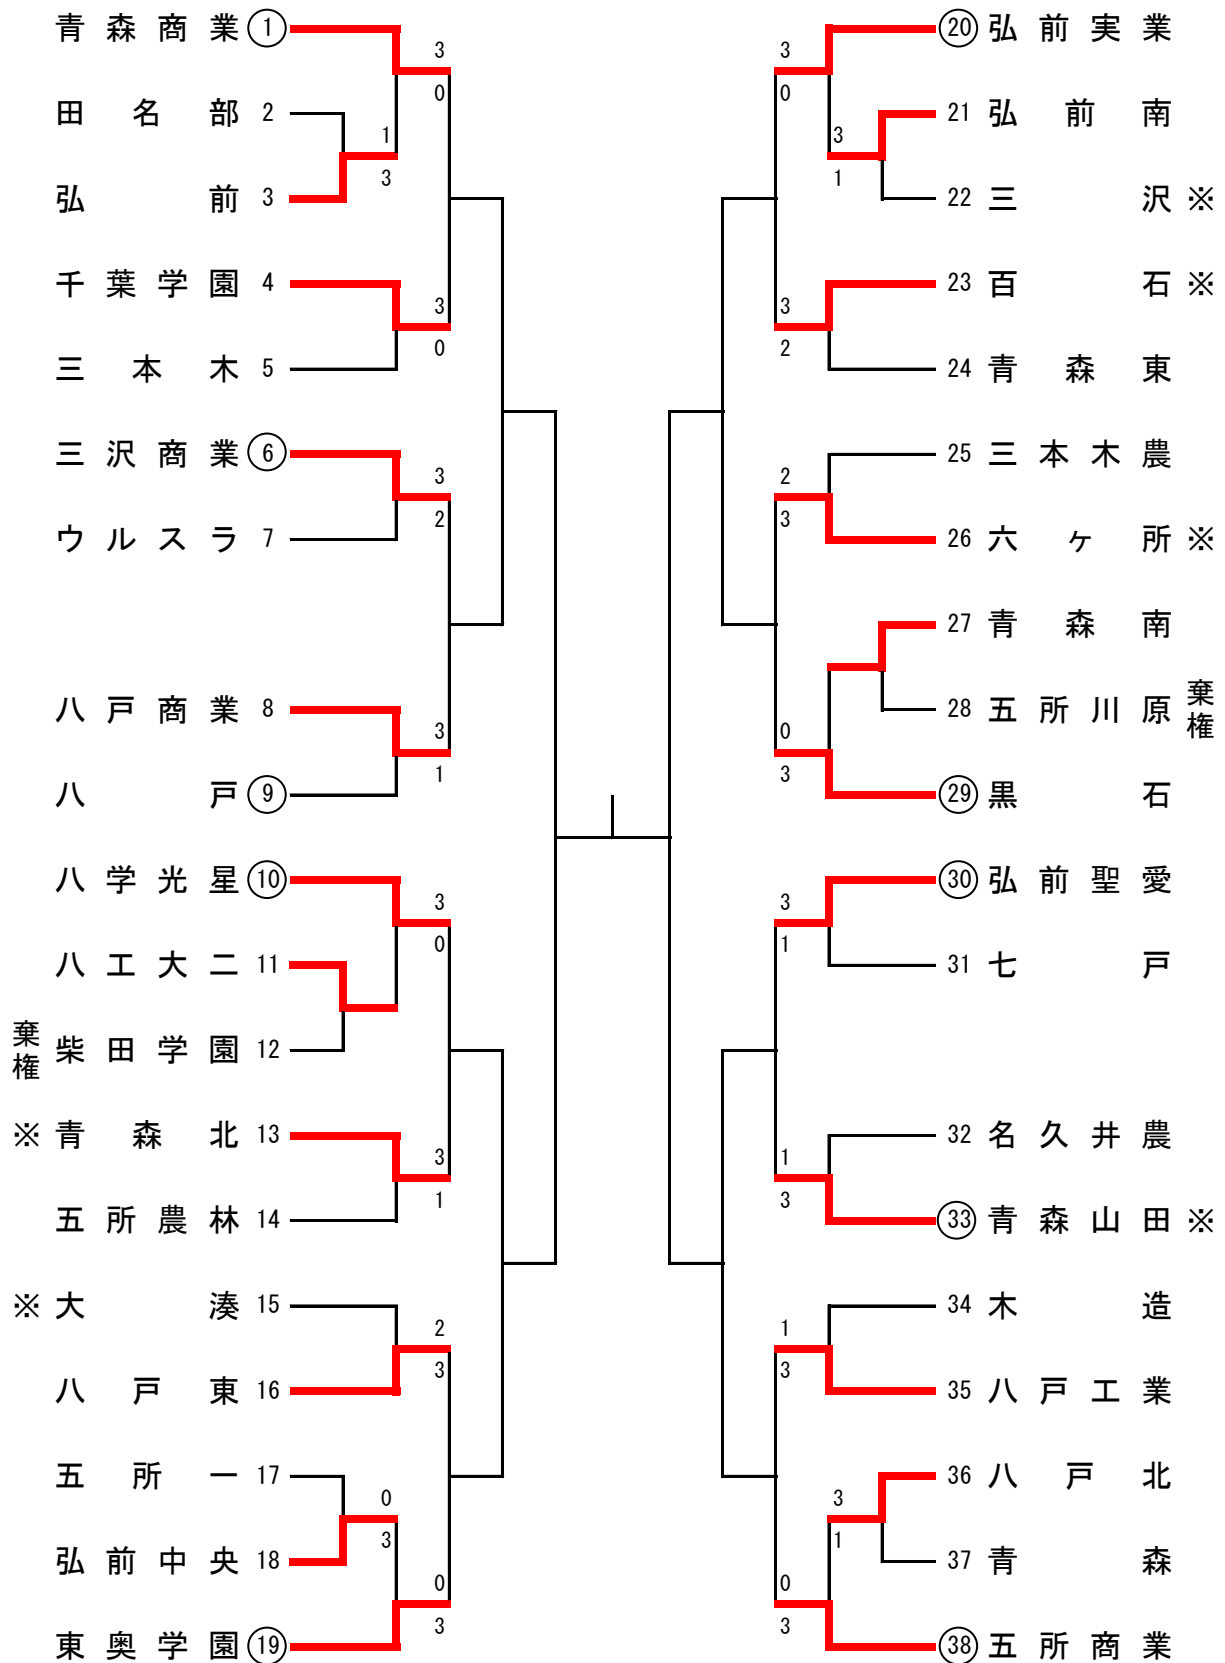 青森商業 1
3
0
田名部 2
1
3
弘前 3
千葉学園 4
3
0
三本木 5
三沢商業 6
3
2
ウルスラ 7
八戸商業 8
3
1
八戸 9
八学光星 10
3
0
八工大二 11
棄権 柴田学園 12
※ 青森北 13
3
1
五所農林 14
※ 大湊 15
2
3
八戸東 16
五所一 17
0
3
弘前中央 18
0
3
東奥学園 19
20 弘前実業
3
0
21 弘前南
3
1
22 三沢 ※
23 百石 ※
3
2
24 青森東
25 三本木農
2
3
26 六ヶ所 ※
27 青森南
28 五所川原 棄権
0
3
29 黒石
30 弘前聖愛
3
1
31 七戸
32 名久井農
1
3
33 青森山田 ※
34 木造
1
3
35 八戸工業
36 八戸北
3
1
37 青森
0
3
38 五所商業